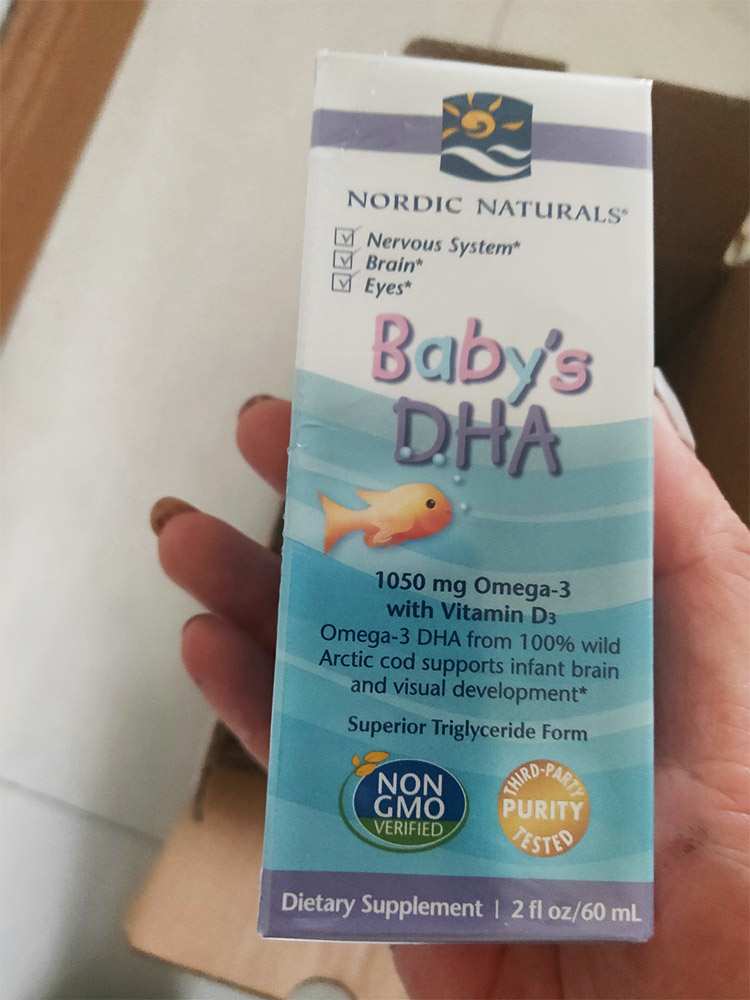 NORDIC NATURALS®
Nervous System*
Brain*
Eyes*
Baby's
DHA
1050 mg Omega-3
with Vitamin D3
Omega-3 DHA from 100% wild
Arctic cod supports infant brain
and visual development*
Superior Triglyceride Form
NON
GMO
VERIFIED
THIRD-PARTY
PURITY
TESTED
Dietary Supplement | 2 fl oz/60 mL